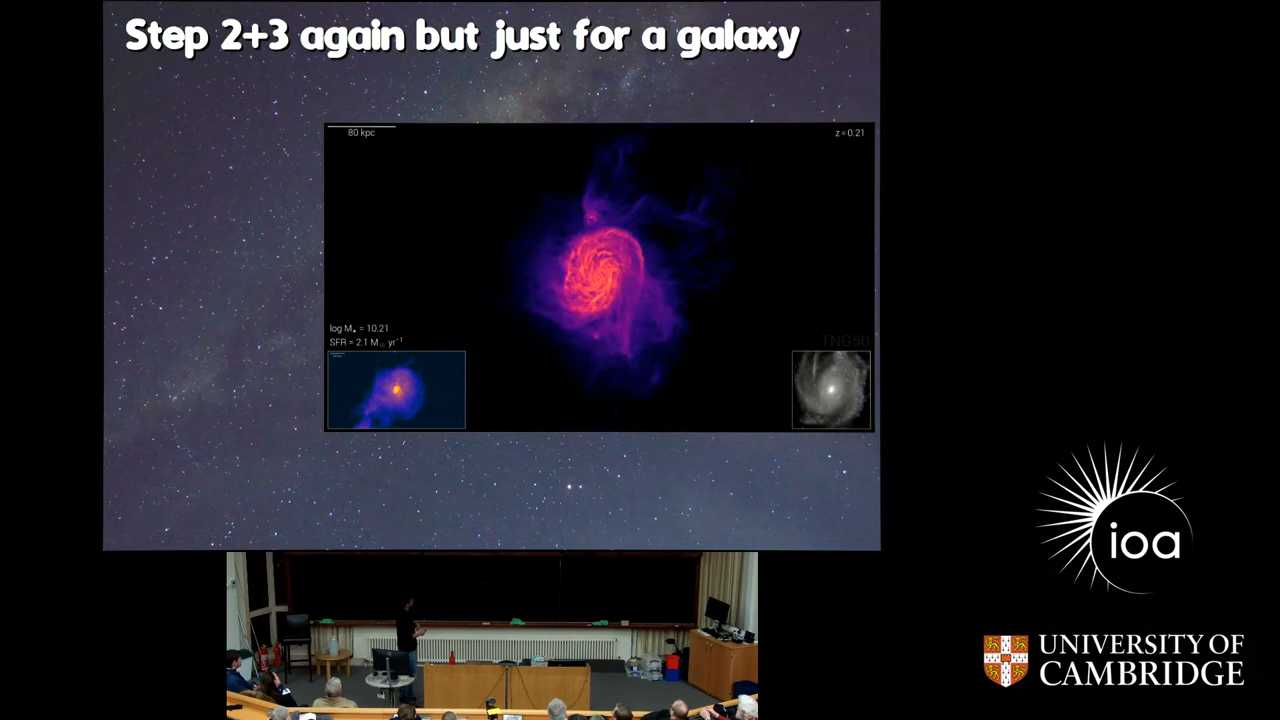 Step 2+3 again but just for a galaxy
80 kpc
z = 0.21
log M⋆ = 10.21
SFR = 2.1 M☉ yr⁻¹
TNG50
ioa
UNIVERSITY OF
CAMBRIDGE